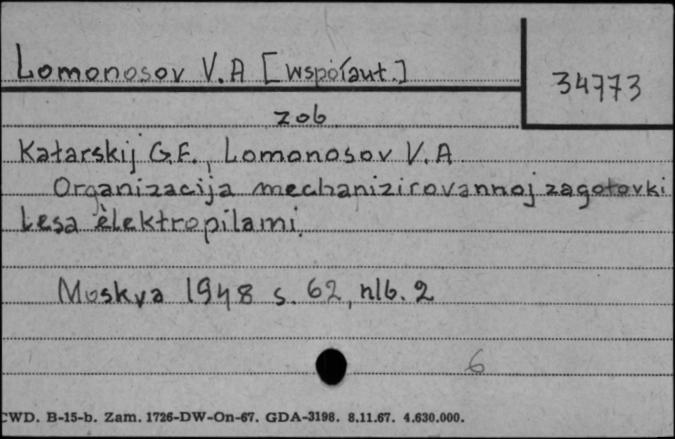 Lomonosov V.A [współaut.]
34773
zob
Katarskij G.E., Lomonosov V.A
Organizacija mechanizirovannoj zagotovki
lesa èlektropilami.
Moskva 1948 s. 62, nlb. 2
6
CWD. B-15-b. Zam. 1726-DW-On-67. GDA-3198. 8.11.67. 4.630.000.